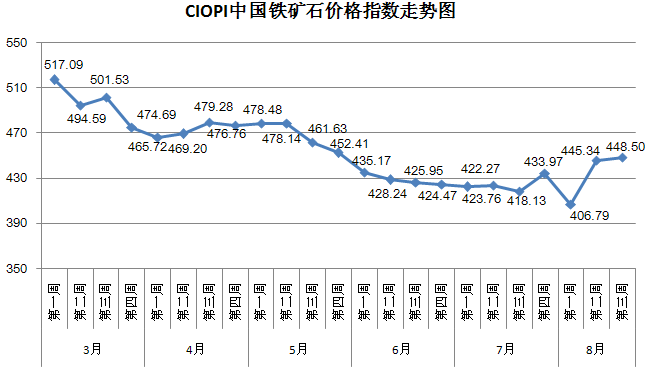 CIOPI中国铁矿石价格指数走势图
550
510
470
430
390
350
517.09
494.59
501.53
474.69
465.72
469.20
479.28
476.76
478.48
478.14
461.63
452.41
435.17
428.24
425.95
424.47
422.27
423.76
418.13
433.97
406.79
445.34
448.50
第一周
第二周
第三周
第四周
第一周
第二周
第三周
第四周
第一周
第二周
第三周
第四周
第一周
第二周
第三周
第四周
第一周
第二周
第三周
第四周
第一周
第二周
第三周
3月
4月
5月
6月
7月
8月